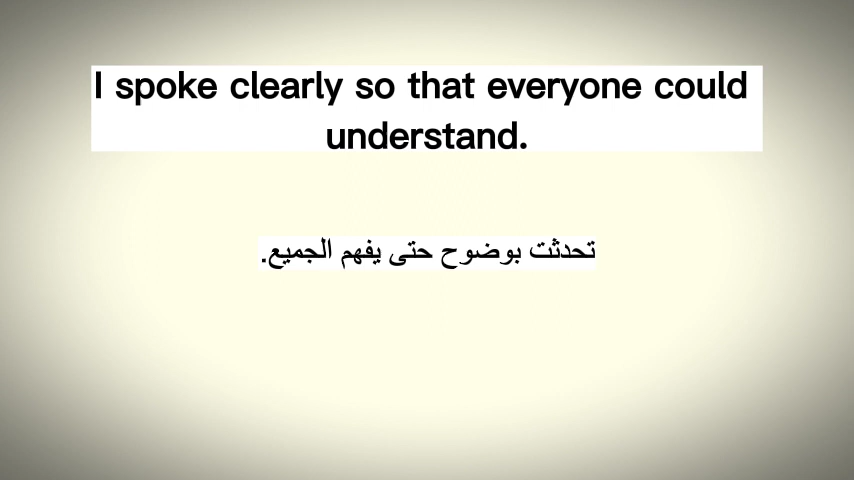 I spoke clearly so that everyone could
understand.
تحدثت بوضوح حتى يفهم الجميع.